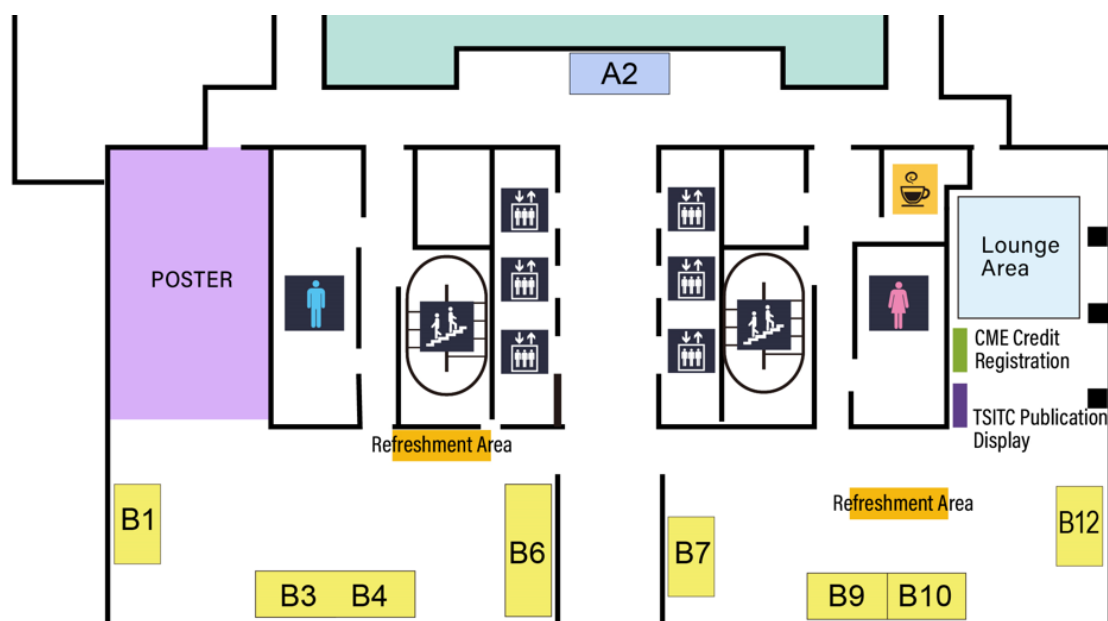 A2
POSTER
Lounge
Area
CME Credit
Registration
TSITC Publication
Display
Refreshment Area
Refreshment Area
B1
B3
B4
B6
B7
B9
B10
B12